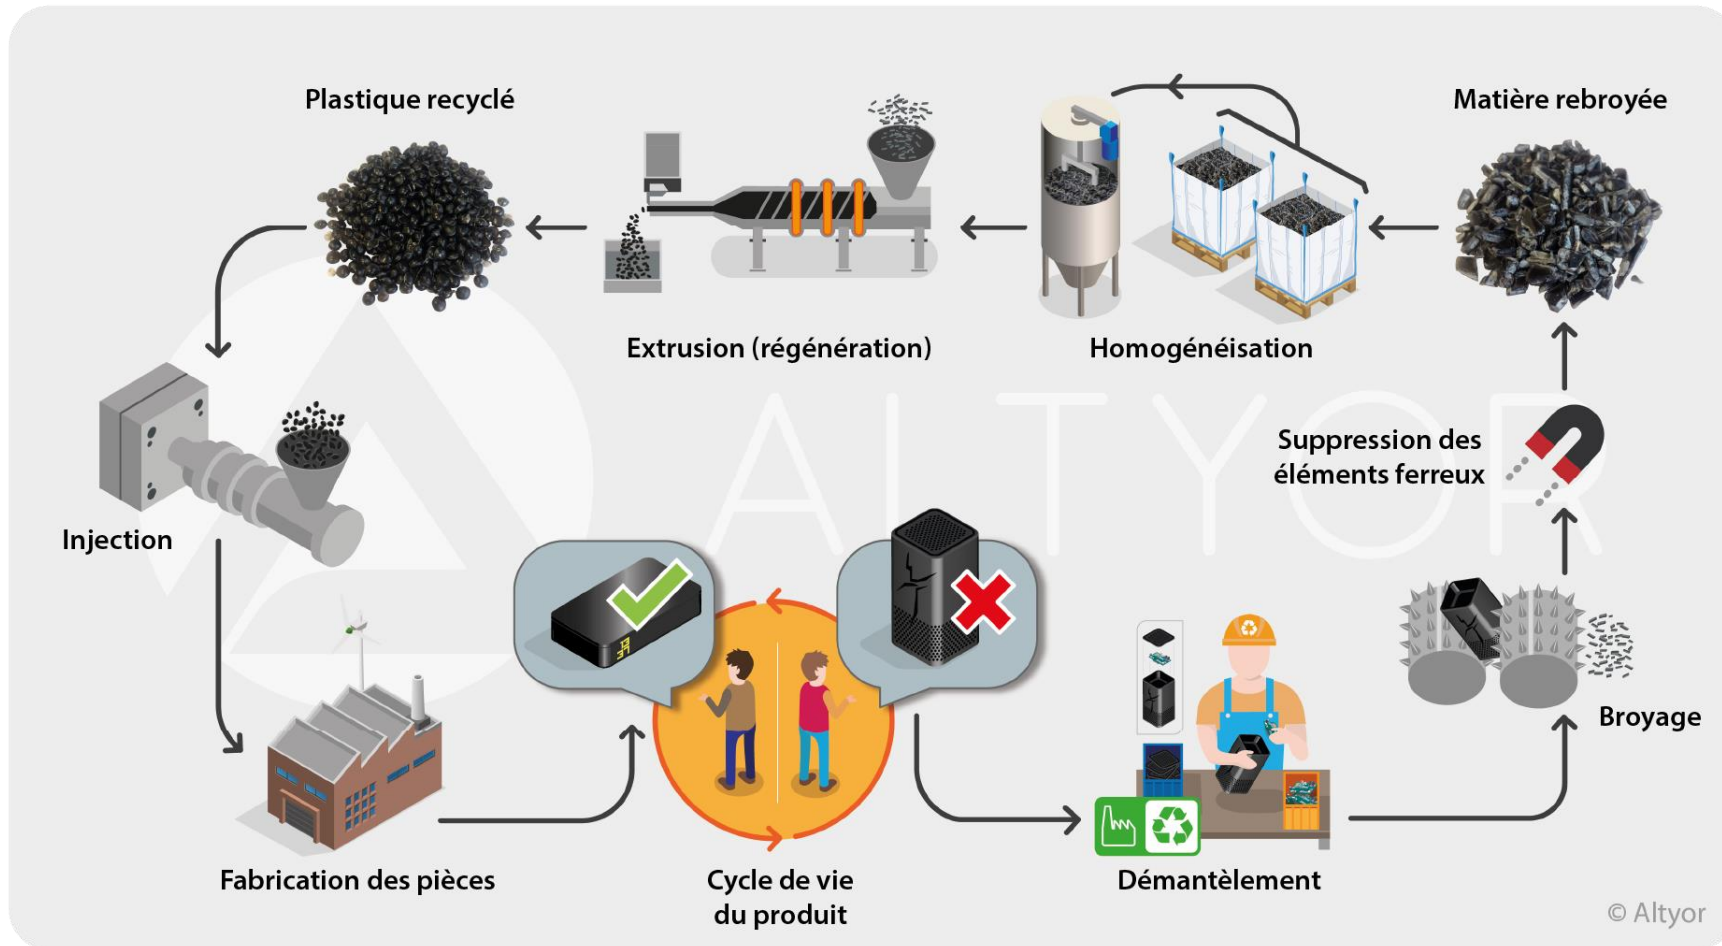 Plastique recyclé
Matière rebroyée
Extrusion (régénération)
Homogénéisation
Suppression des
éléments ferreux
ALTYOR
Injection
Broyage
Fabrication des pièces
Cycle de vie
du produit
Démantèlement
© Altyor